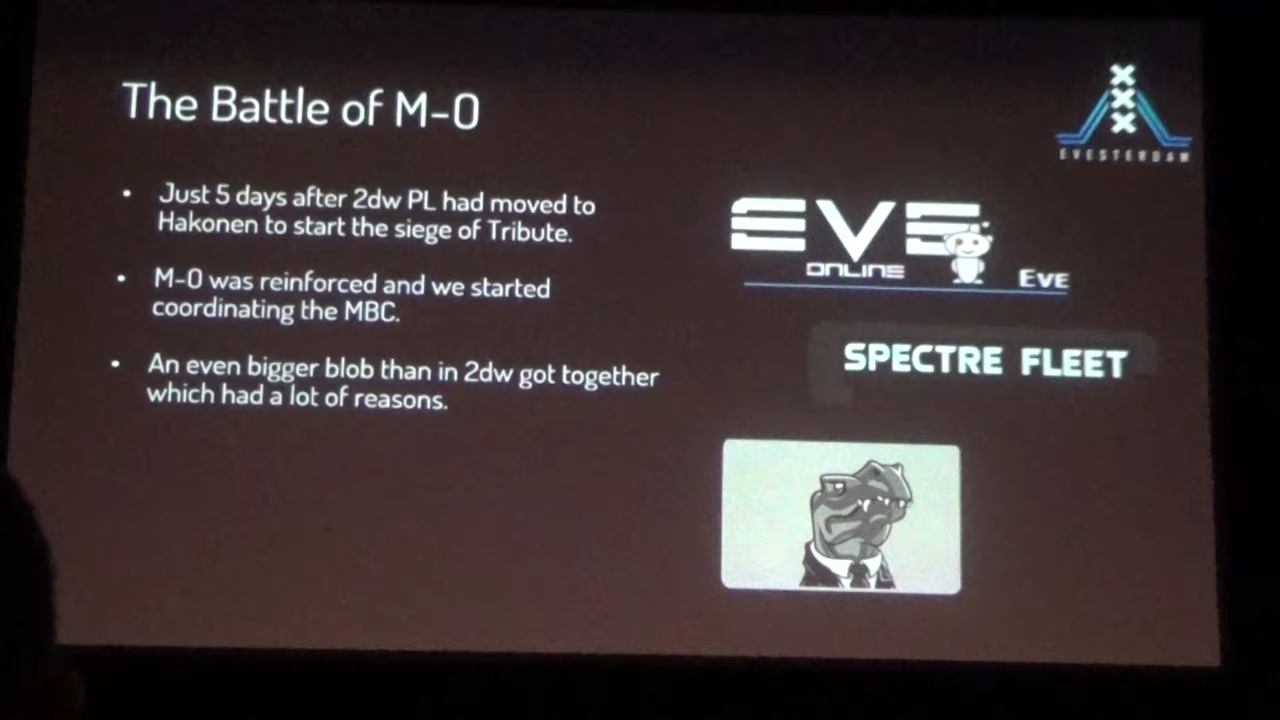 The Battle of M-0
Just 5 days after 2dw PL had moved to
Hakonen to start the siege of Tribute.
M-0 was reinforced and we started
coordinating the MBC.
An even bigger blob than in 2dw got together
which had a lot of reasons.
XXX
EVESTERDAM
EVE
ONLINE
EVE
SPECTRE FLEET